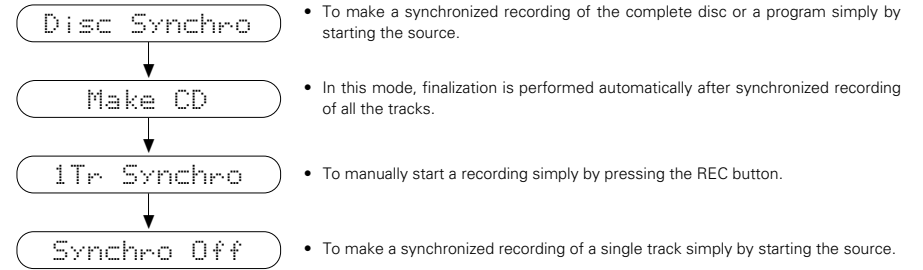 Disc Synchro
• To make a synchronized recording of the complete disc or a program simply by
starting the source.
Make CD
• In this mode, finalization is performed automatically after synchronized recording
of all the tracks.
1Tr Synchro
• To manually start a recording simply by pressing the REC button.
Synchro Off
• To make a synchronized recording of a single track simply by starting the source.